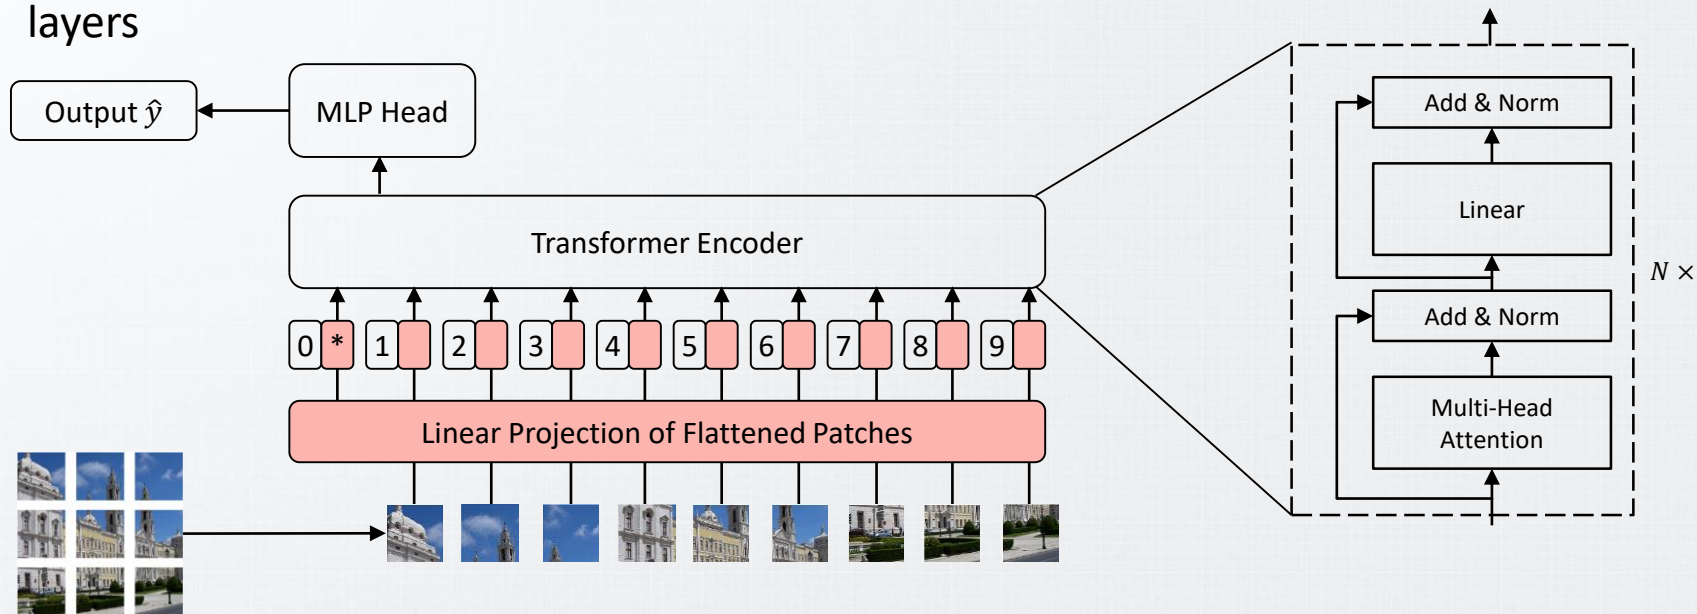 layers
Output ŷ
MLP Head
Transformer Encoder
0 * 1 2 3 4 5 6 7 8 9
Linear Projection of Flattened Patches
Add & Norm
Linear
N ×
Add & Norm
Multi-Head
Attention